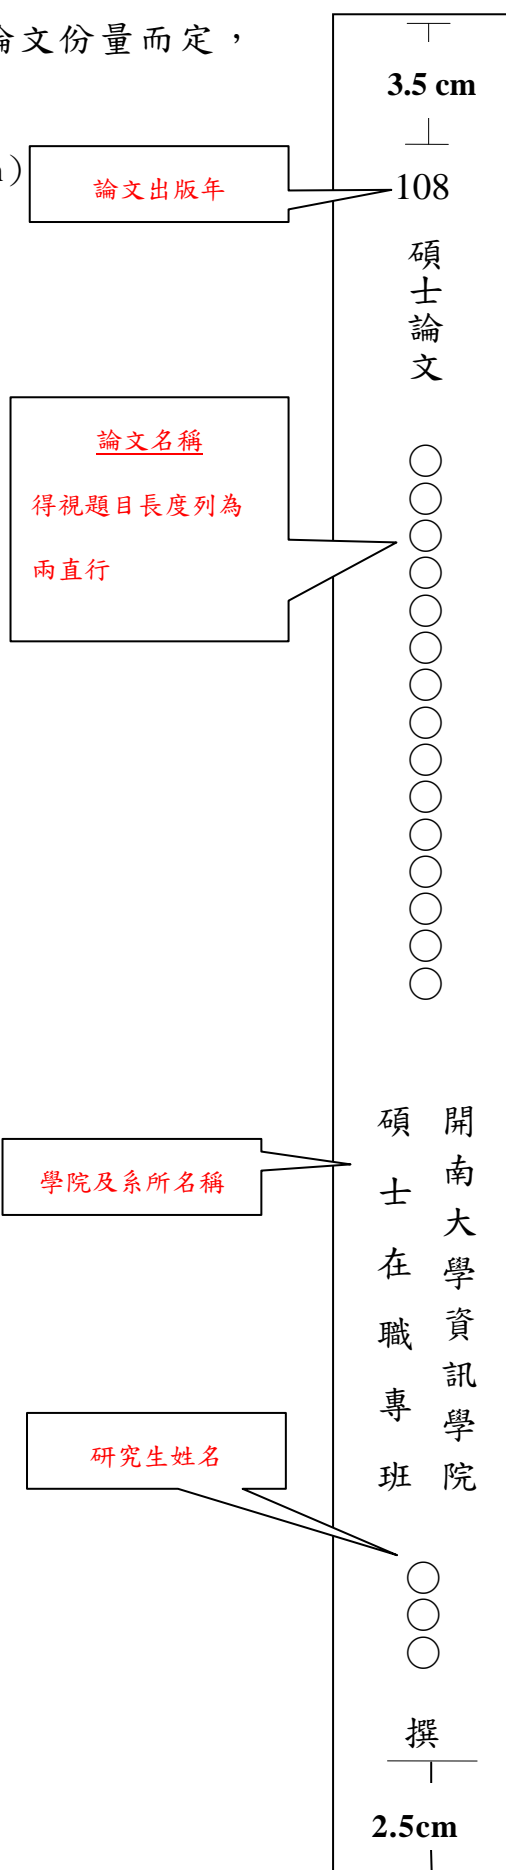 論文份量而定，
3.5 cm
)
論文出版年
108
碩士論文
論文名稱
得視題目長度列為
兩直行
○○○○○○○○○○○○○○○
開南大學資訊學院
碩士在職專班
學院及系所名稱
研究生姓名
○○○
撰
2.5cm